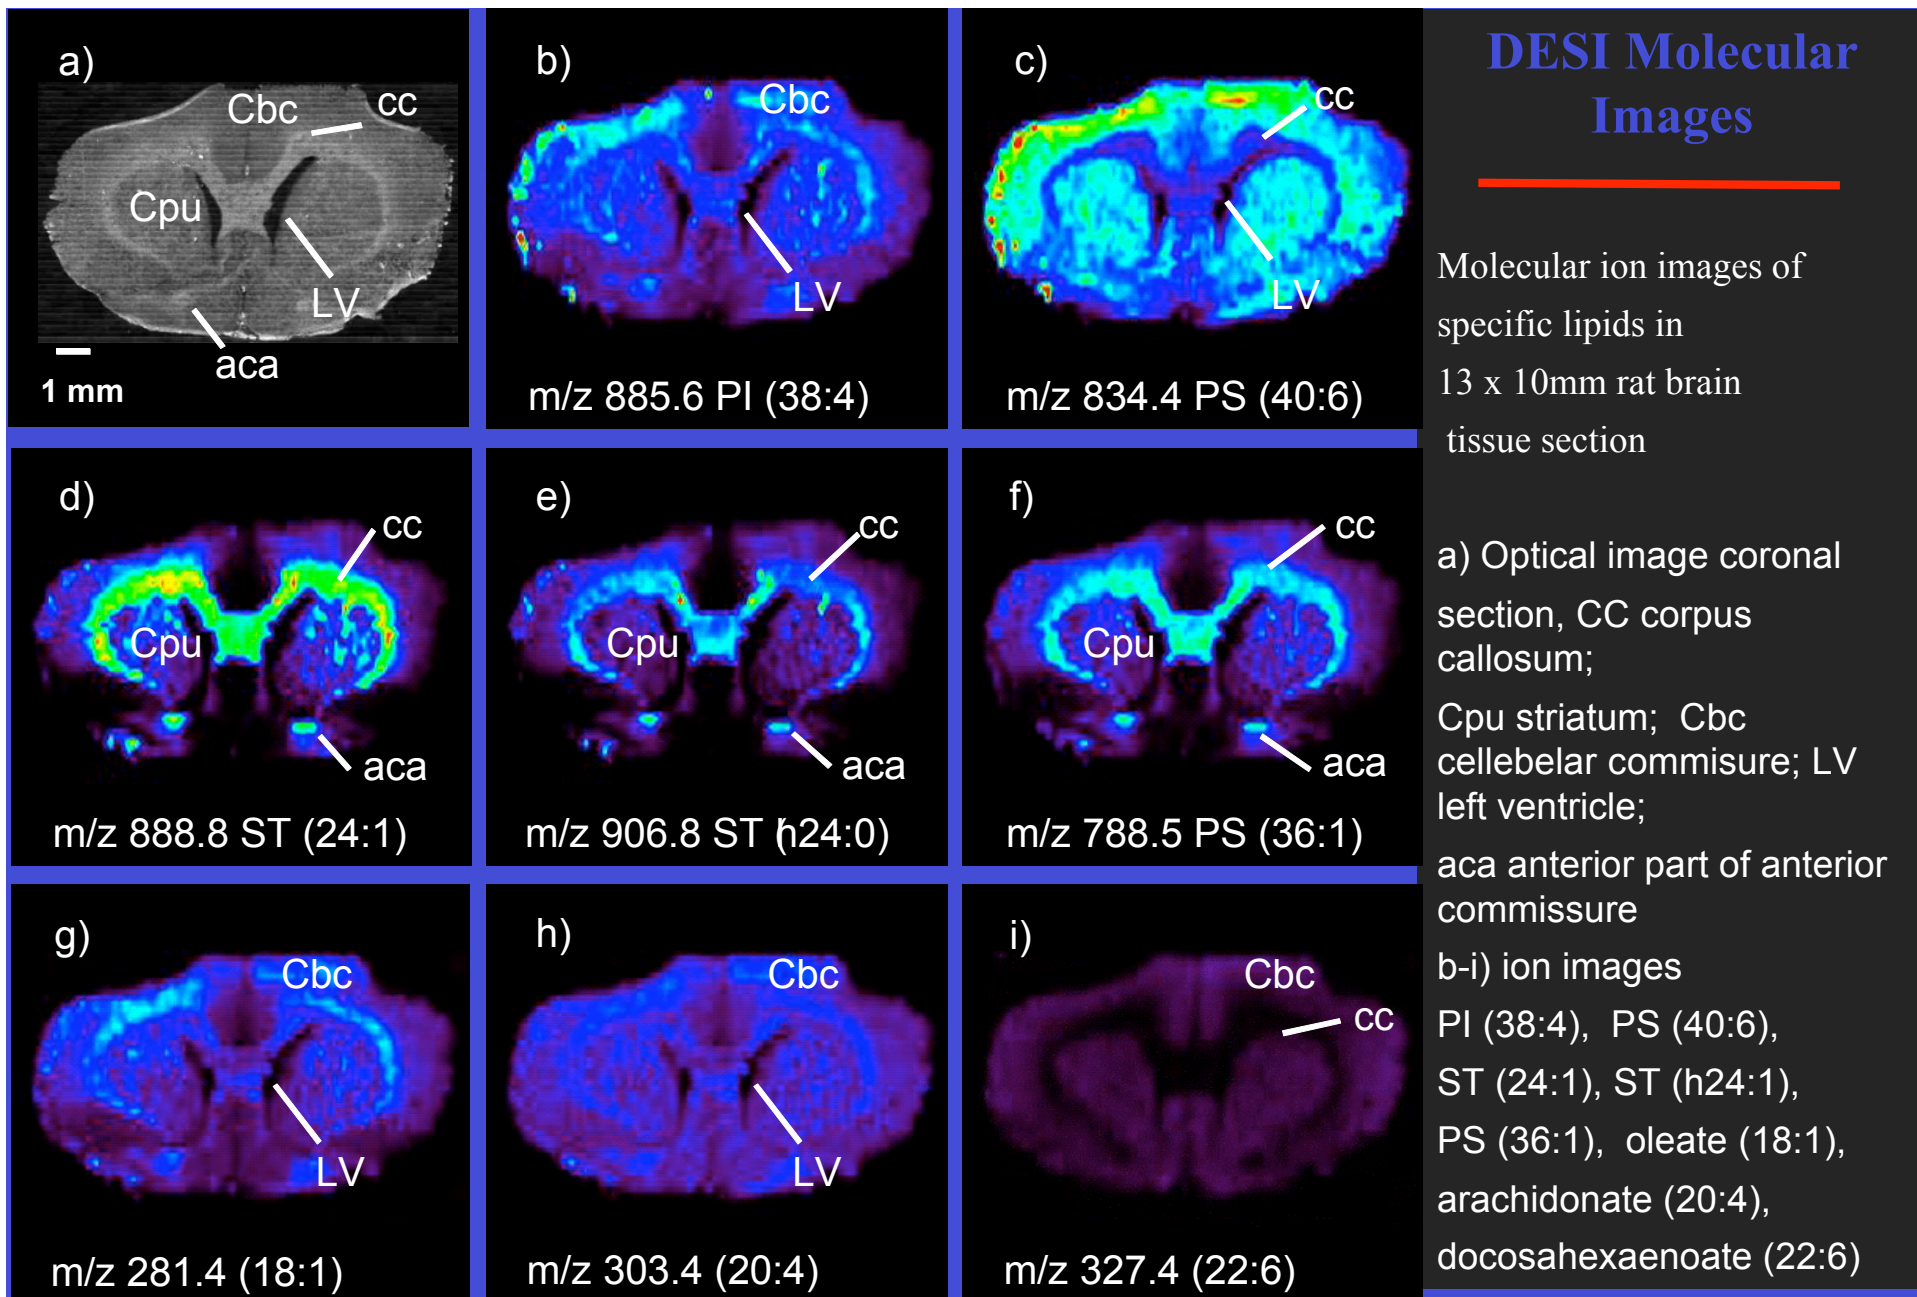 a)
Cbc
cc
Cpu
LV
aca
1 mm
b)
Cbc
LV
m/z 885.6 PI (38:4)
c)
cc
LV
m/z 834.4 PS (40:6)
d)
cc
Cpu
aca
m/z 888.8 ST (24:1)
e)
cc
Cpu
aca
m/z 906.8 ST (h24:0)
f)
cc
Cpu
aca
m/z 788.5 PS (36:1)
g)
Cbc
LV
m/z 281.4 (18:1)
h)
Cbc
LV
m/z 303.4 (20:4)
i)
Cbc
cc
m/z 327.4 (22:6)
DESI Molecular
Images
Molecular ion images of
specific lipids in
13 x 10mm rat brain
tissue section
a) Optical image coronal
section, CC corpus
callosum;
Cpu striatum; Cbc
cellebelar commisure; LV
left ventricle;
aca anterior part of anterior
commissure
b-i) ion images
PI (38:4), PS (40:6),
ST (24:1), ST (h24:1),
PS (36:1), oleate (18:1),
arachidonate (20:4),
docosahexaenoate (22:6)